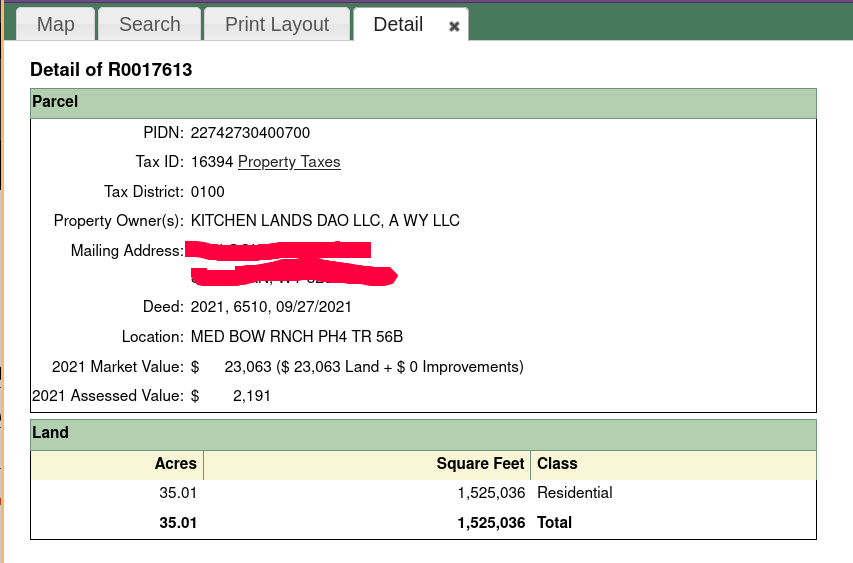 Map Search Print Layout Detail ✖
Detail of R0017613
Parcel
PIDN: 22742730400700
Tax ID: 16394 Property Taxes
Tax District: 0100
Property Owner(s): KITCHEN LANDS DAO LLC, A WY LLC
Mailing Address:
Deed: 2021, 6510, 09/27/2021
Location: MED BOW RNCH PH4 TR 56B
2021 Market Value: $ 23,063 ($ 23,063 Land + $ 0 Improvements)
2021 Assessed Value: $ 2,191
Land
Acres Square Feet Class
35.01 1,525,036 Residential
35.01 1,525,036 Total